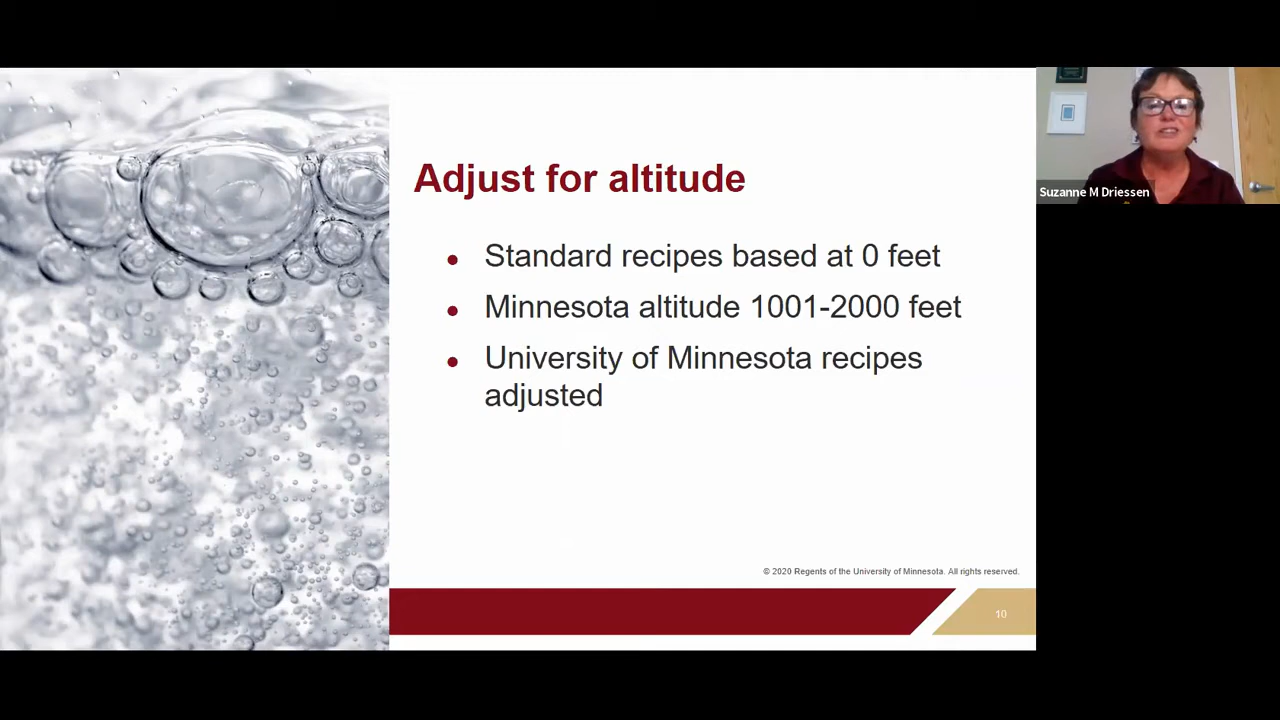 Adjust for altitude
Standard recipes based at 0 feet
Minnesota altitude 1001-2000 feet
University of Minnesota recipes
adjusted
© 2020 Regents of the University of Minnesota. All rights reserved.
10
Suzanne M Driessen